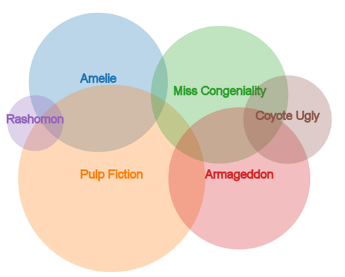 Amelie
Miss Congeniality
Rashomon
Coyote Ugly
Pulp Fiction
Armageddon